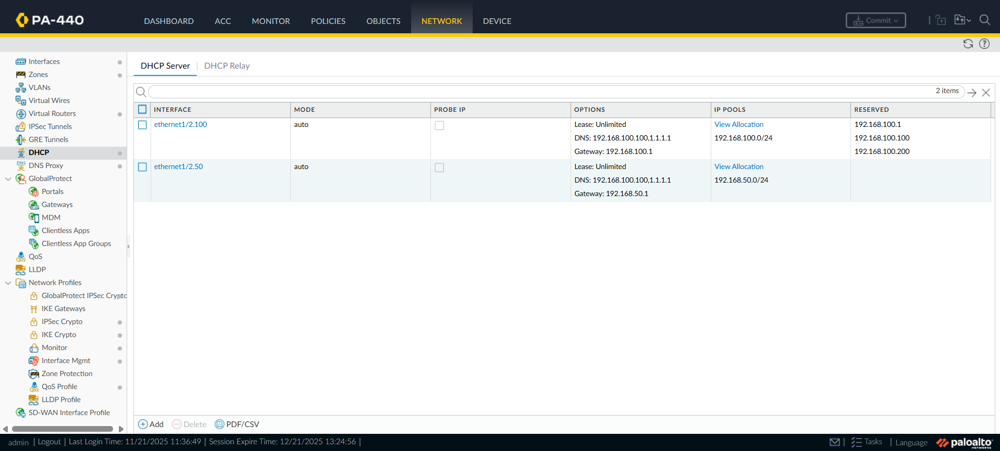 PA-440
DASHBOARD ACC MONITOR POLICIES OBJECTS NETWORK DEVICE
Commit
Interfaces
Zones
VLANs
Virtual Wires
Virtual Routers
IPSec Tunnels
GRE Tunnels
DHCP
DNS Proxy
GlobalProtect
Portals
Gateways
MDM
Clientless Apps
Clientless App Groups
QoS
LLDP
Network Profiles
GlobalProtect IPSec Crypto
IKE Gateways
IPSec Crypto
IKE Crypto
Monitor
Interface Mgmt
Zone Protection
QoS Profile
LLDP Profile
SD-WAN Interface Profile
DHCP Server DHCP Relay
2 items
INTERFACE MODE PROBE IP OPTIONS IP POOLS RESERVED
ethernet1/2.100 auto Lease: Unlimited View Allocation 192.168.100.1
DNS: 192.168.100.100,1.1.1.1 192.168.100.0/24 192.168.100.100
Gateway: 192.168.100.1 192.168.100.200
ethernet1/2.50 auto Lease: Unlimited View Allocation
DNS: 192.168.100.100,1.1.1.1 192.168.50.0/24
Gateway: 192.168.50.1
Add Delete PDF/CSV
admin | Logout | Last Login Time: 11/21/2025 11:36:49 | Session Expire Time: 12/21/2025 13:24:56 |
| Tasks | Language paloalto
NETWORKS